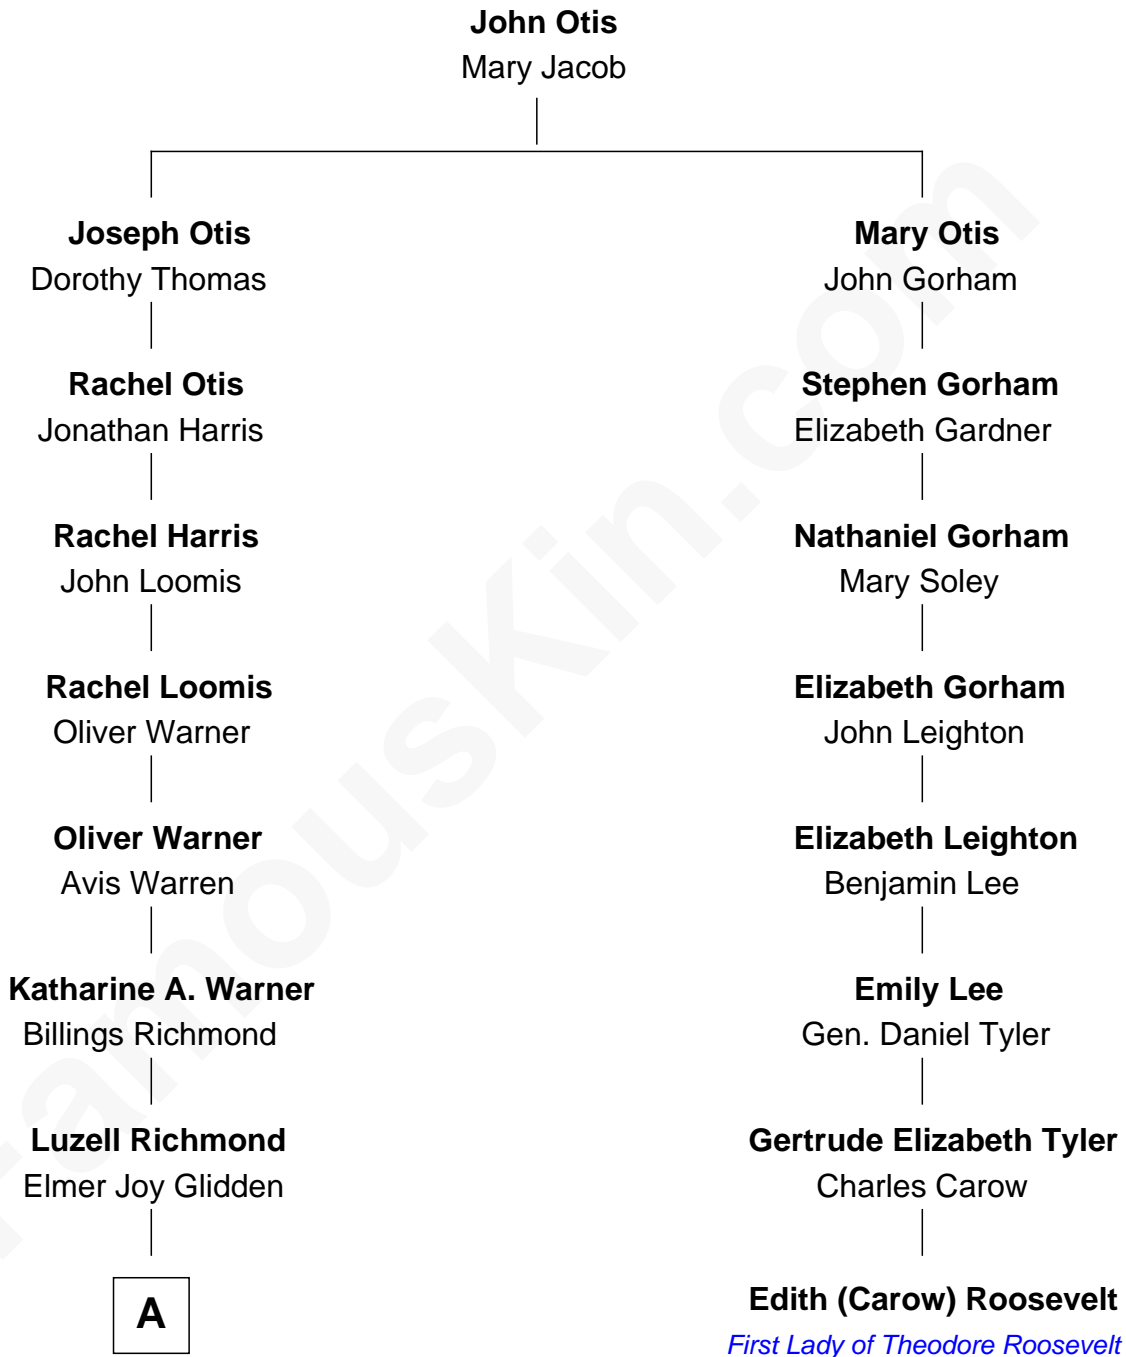 John Otis
Mary Jacob
Joseph Otis
Dorothy Thomas
Mary Otis
John Gorham
Rachel Otis
Jonathan Harris
Stephen Gorham
Elizabeth Gardner
Rachel Harris
John Loomis
Nathaniel Gorham
Mary Soley
Rachel Loomis
Oliver Warner
Elizabeth Gorham
John Leighton
Oliver Warner
Avis Warren
Elizabeth Leighton
Benjamin Lee
Katharine A. Warner
Billings Richmond
Emily Lee
Gen. Daniel Tyler
Luzell Richmond
Elmer Joy Glidden
Gertrude Elizabeth Tyler
Charles Carow
A
Edith (Carow) Roosevelt
First Lady of Theodore Roosevelt
FamousKin.com